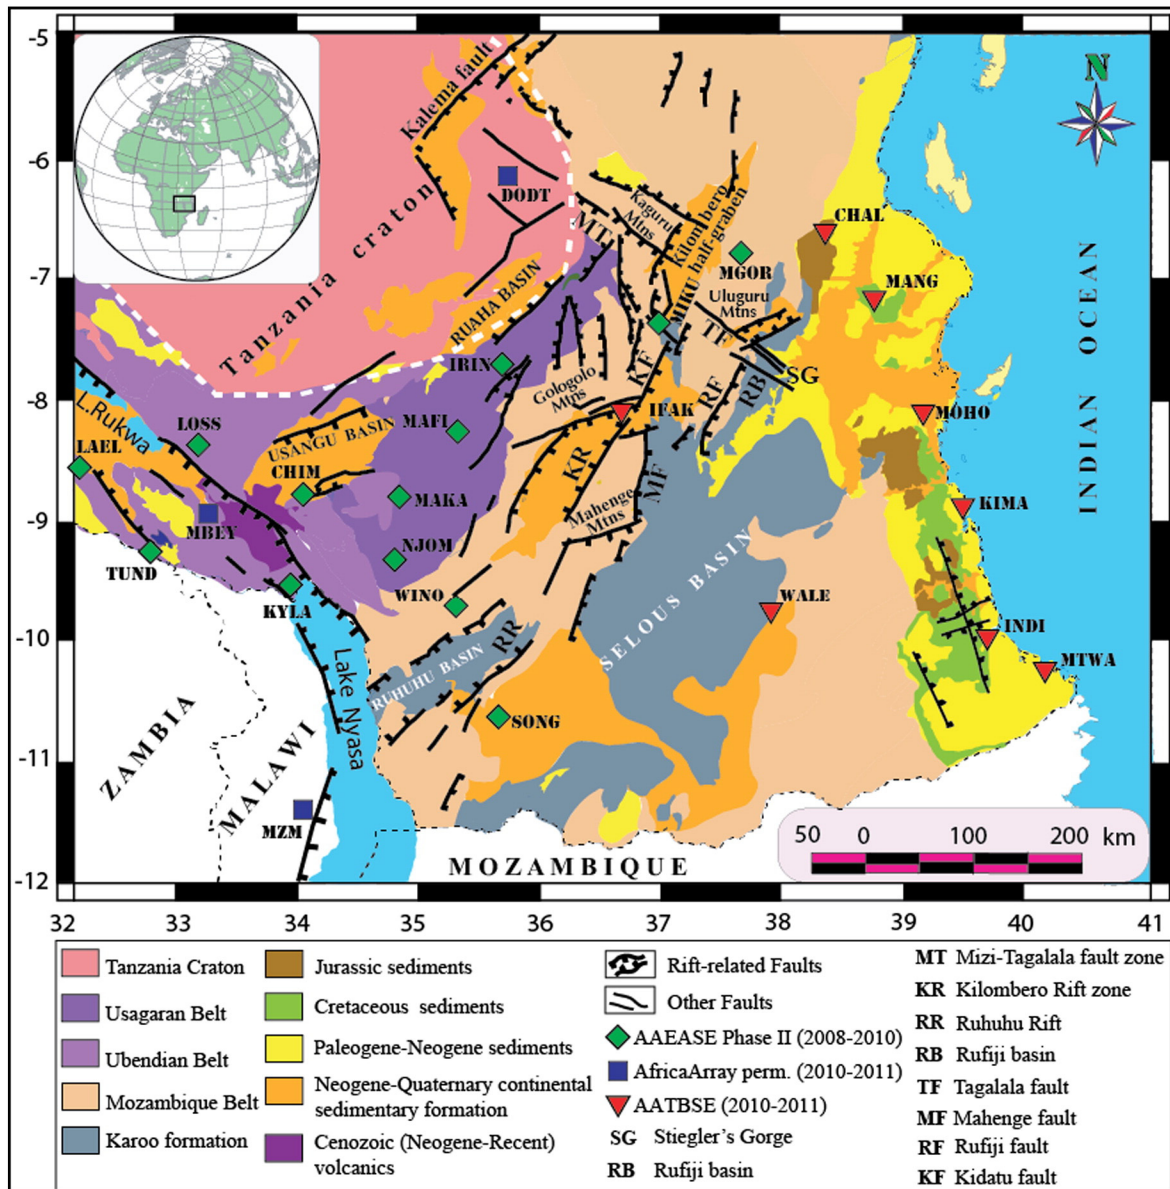 -5
-6
-7
-8
-9
-10
-11
-12
N
Kalema fault
Tanzania craton
DODT
MT
Kaguru
Mtns
Kilombero
half-graben
MGOR
CHAL
MANG
RUAHA BASIN
MIKU
Uluguru
Mtns
TF
SG
IRIN
KF
Gologolo
Mtns
RF
RB
L.Rukwa
LOSS
USANGU BASIN
MAFI
IFAK
MOHO
LAEL
CHIM
KR
MF
INDIAN OCEAN
MBEY
MAKA
Mahenge
Mtns
KIMA
TUND
NJOM
SELOUS BASIN
KYLA
WINO
WALE
RR
INDI
Lake Nyasa
RUHUHU BASIN
MTWA
ZAMBIA
SONG
MALAWI
MZM
MOZAMBIQUE
50 0 100 200 km
32 33 34 35 36 37 38 39 40 41
Tanzania Craton
Usagaran Belt
Ubendian Belt
Mozambique Belt
Karoo formation
Jurassic sediments
Cretaceous sediments
Paleogene-Neogene sediments
Neogene-Quaternary continental
sedimentary formation
Cenozoic (Neogene-Recent)
volcanics
Rift-related Faults
Other Faults
AAEASE Phase II (2008-2010)
AfricaArray perm. (2010-2011)
AATBSE (2010-2011)
SG Stiegler's Gorge
RB Rufiji basin
MT Mizi-Tagalala fault zone
KR Kilombero Rift zone
RR Ruhuhu Rift
RB Rufiji basin
TF Tagalala fault
MF Mahenge fault
RF Rufiji fault
KF Kidatu fault